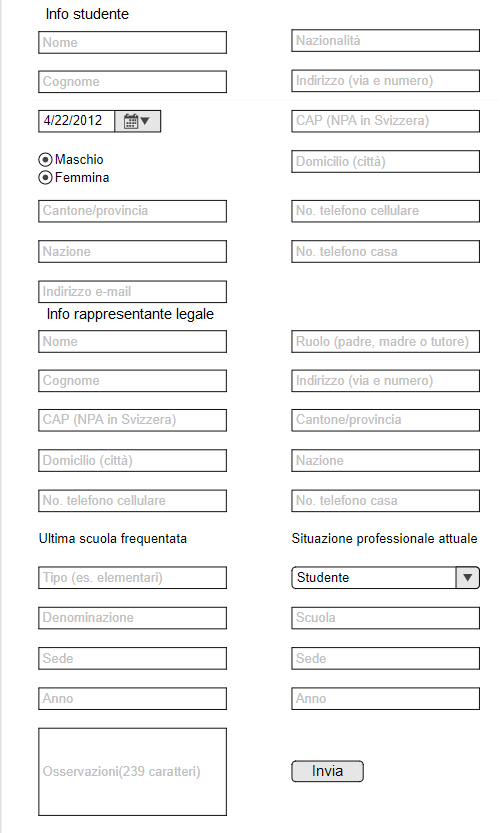 Info studente
Nome
Nazionalità
Cognome
Indirizzo (via e numero)
4/22/2012
CAP (NPA in Svizzera)
Maschio
Domicilio (città)
Femmina
Cantone/provincia
No. telefono cellulare
Nazione
No. telefono casa
Indirizzo e-mail
Info rappresentante legale
Nome
Ruolo (padre, madre o tutore)
Cognome
Indirizzo (via e numero)
CAP (NPA in Svizzera)
Cantone/provincia
Domicilio (città)
Nazione
No. telefono cellulare
No. telefono casa
Ultima scuola frequentata
Situazione professionale attuale
Tipo (es. elementari)
Studente
Denominazione
Scuola
Sede
Sede
Anno
Anno
Osservazioni(239 caratteri)
Invia